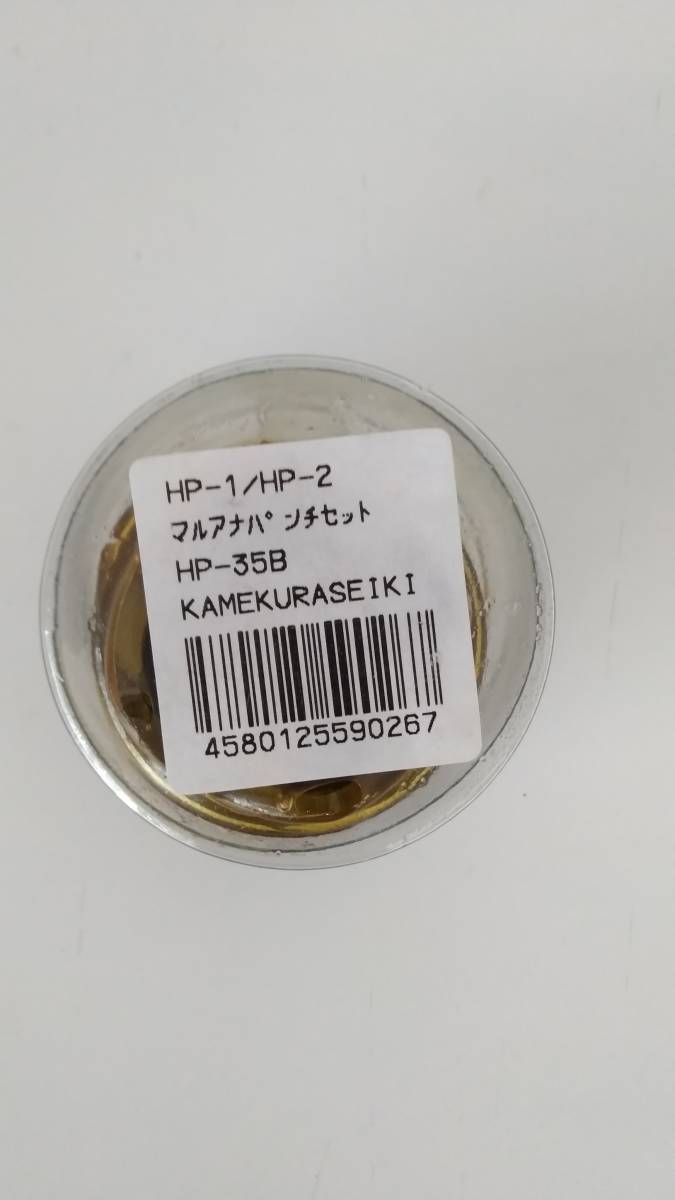 HP-1/HP-2
ﾏﾙｱﾅﾊﾟﾝﾁｾｯﾄ
HP-35B
KAMEKURASEIKI
4580125590267